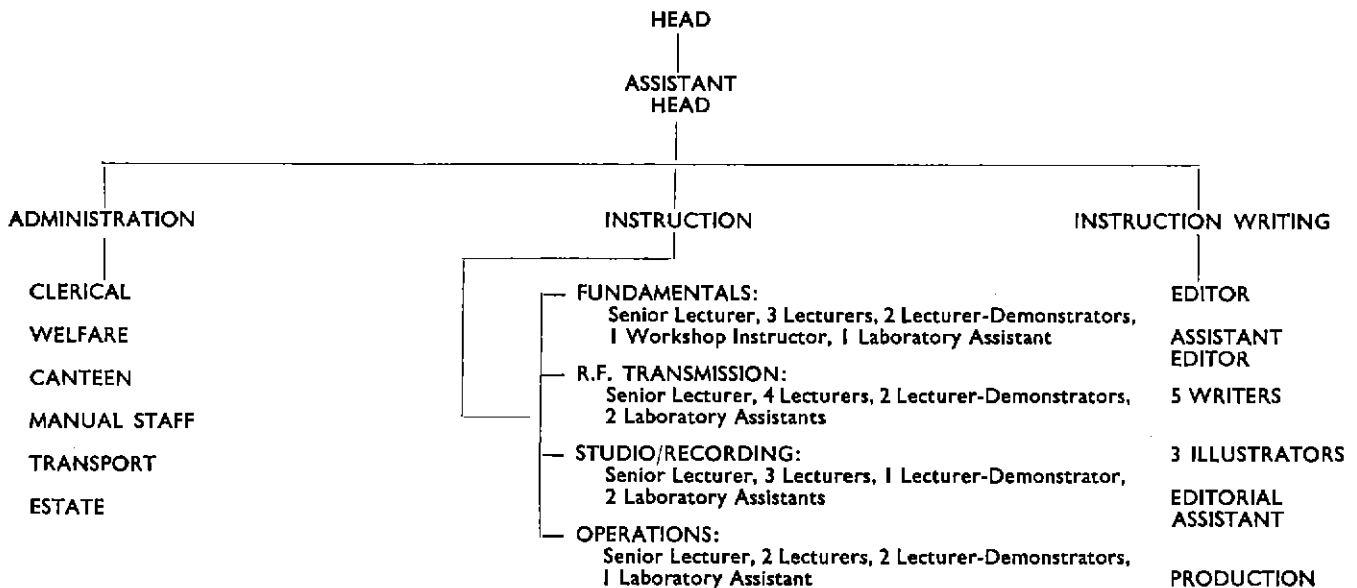 HEAD
ASSISTANT
HEAD
ADMINISTRATION
CLERICAL
WELFARE
CANTEEN
MANUAL STAFF
TRANSPORT
ESTATE
INSTRUCTION
FUNDAMENTALS:
Senior Lecturer, 3 Lecturers, 2 Lecturer-Demonstrators,
1 Workshop Instructor, 1 Laboratory Assistant
R.F. TRANSMISSION:
Senior Lecturer, 4 Lecturers, 2 Lecturer-Demonstrators,
2 Laboratory Assistants
STUDIO/RECORDING:
Senior Lecturer, 3 Lecturers, 1 Lecturer-Demonstrator,
2 Laboratory Assistants
OPERATIONS:
Senior Lecturer, 2 Lecturers, 2 Lecturer-Demonstrators,
1 Laboratory Assistant
INSTRUCTION WRITING
EDITOR
ASSISTANT
EDITOR
5 WRITERS
3 ILLUSTRATORS
EDITORIAL
ASSISTANT
PRODUCTION